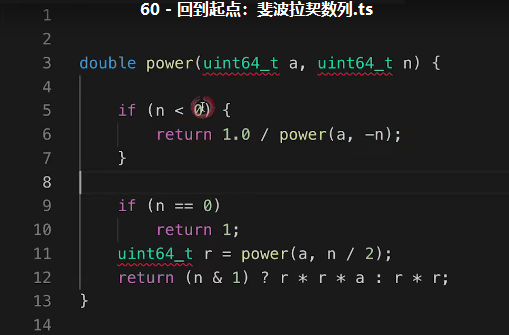 60 - 回到起点：斐波拉契数列.ts
1
2
3 double power(uint64_t a, uint64_t n) {
4
5 if (n < 0) {
6 return 1.0 / power(a, -n);
7 }
8
9 if (n == 0)
10 return 1;
11 uint64_t r = power(a, n / 2);
12 return (n & 1) ? r * r * a : r * r;
13 }
14